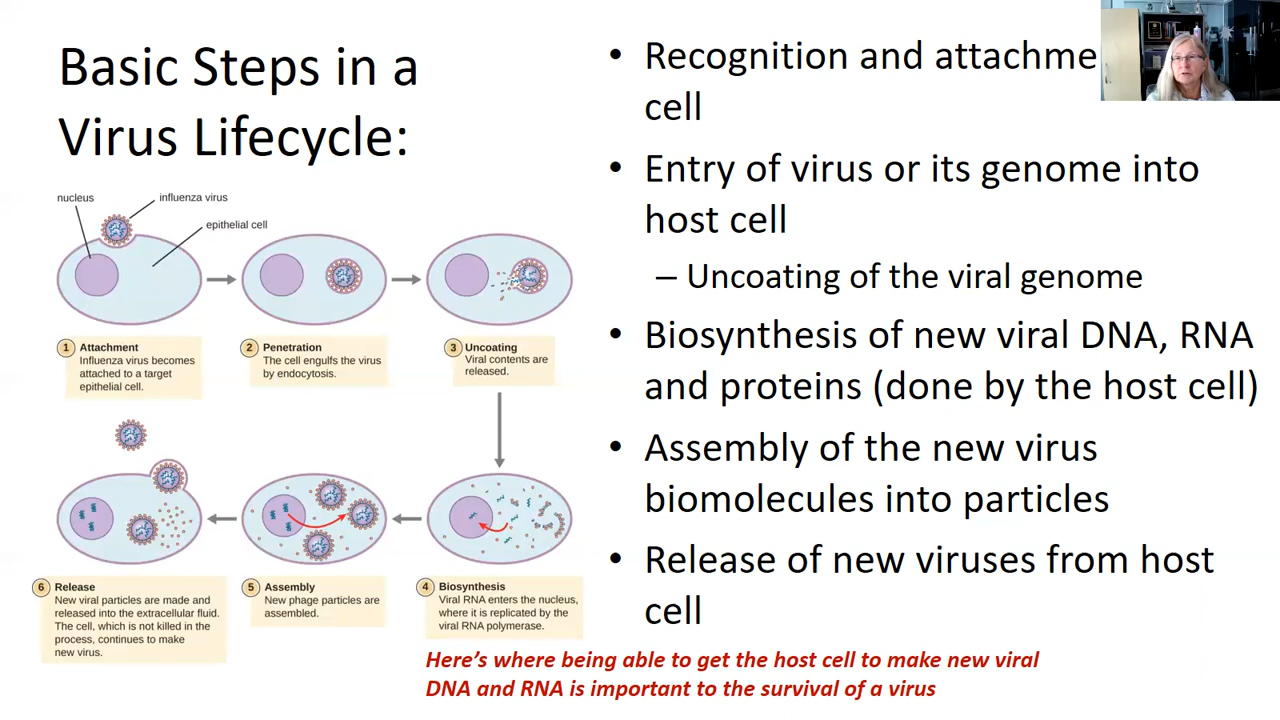 Basic Steps in a
Virus Lifecycle:
nucleus
influenza virus
epithelial cell
1 Attachment
Influenza virus becomes
attached to a target
epithelial cell.
2 Penetration
The cell engulfs the virus
by endocytosis.
3 Uncoating
Viral contents are
released.
6 Release
New viral particles are made and
released into the extracellular fluid.
The cell, which is not killed in the
process, continues to make
new virus.
5 Assembly
New phage particles are
assembled.
4 Biosynthesis
Viral RNA enters the nucleus,
where it is replicated by the
viral RNA polymerase.
• Recognition and attachme
cell
• Entry of virus or its genome into
host cell
– Uncoating of the viral genome
• Biosynthesis of new viral DNA, RNA
and proteins (done by the host cell)
• Assembly of the new virus
biomolecules into particles
• Release of new viruses from host
cell
Here's where being able to get the host cell to make new viral
DNA and RNA is important to the survival of a virus